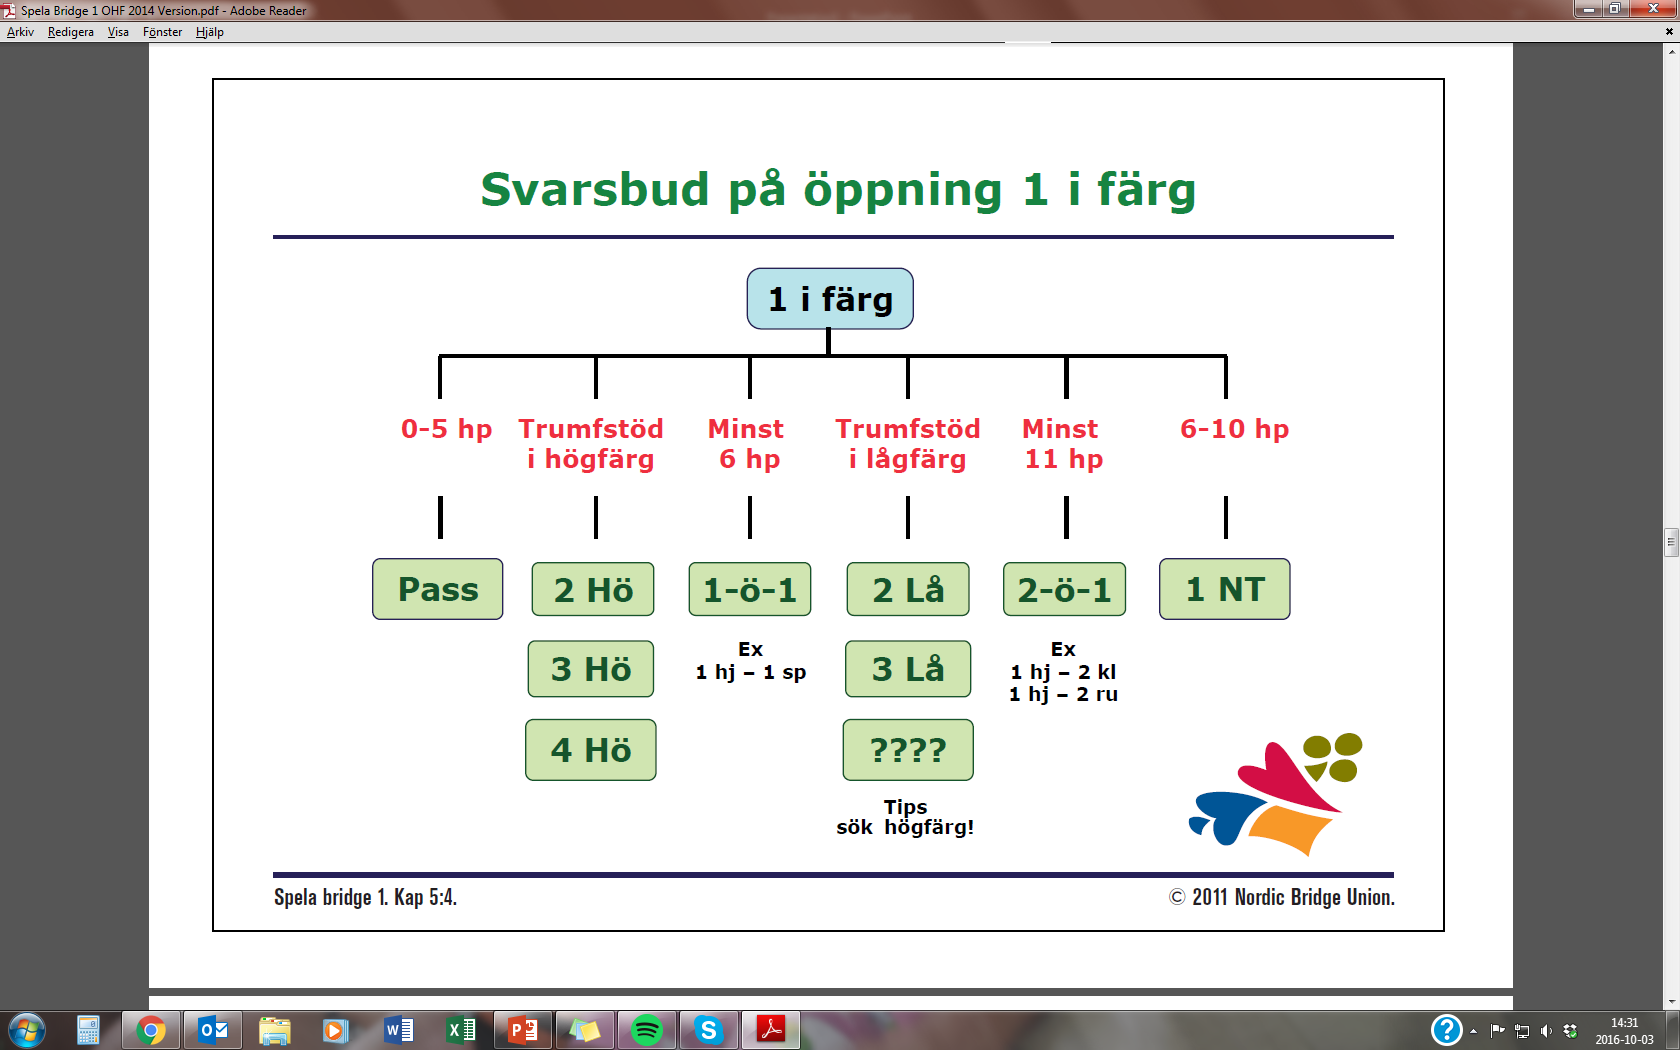 Spela Bridge 1 OHF 2014 Version.pdf - Adobe Reader
Arkiv Redigera Visa Fönster Hjälp
Svarsbud på öppning 1 i färg
1 i färg
0-5 hp
Trumfstöd
i högfärg
Minst
6 hp
Trumfstöd
i lågfärg
Minst
11 hp
6-10 hp
Pass
2 Hö
1-ö-1
2 Lå
2-ö-1
1 NT
3 Hö
Ex
1 hj – 1 sp
3 Lå
Ex
1 hj – 2 kl
1 hj – 2 ru
4 Hö
????
Tips
sök högfärg!
Spela bridge 1. Kap 5:4.
© 2011 Nordic Bridge Union.
14:31
2016-10-03